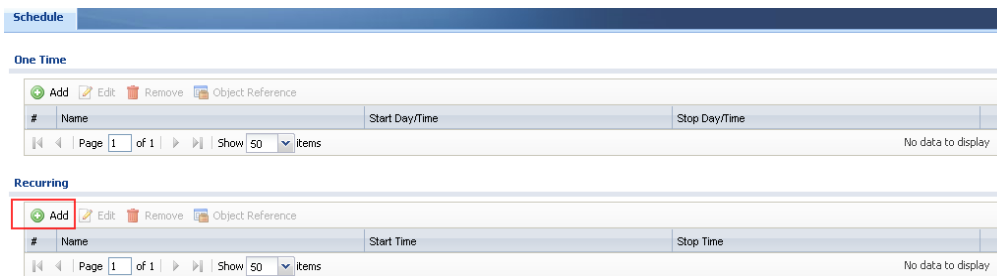 Schedule
One Time
Add Edit Remove Object Reference
# Name Start Day/Time Stop Day/Time
Page 1 of 1 Show 50 items No data to display
Recurring
Add Edit Remove Object Reference
# Name Start Time Stop Time
Page 1 of 1 Show 50 items No data to display